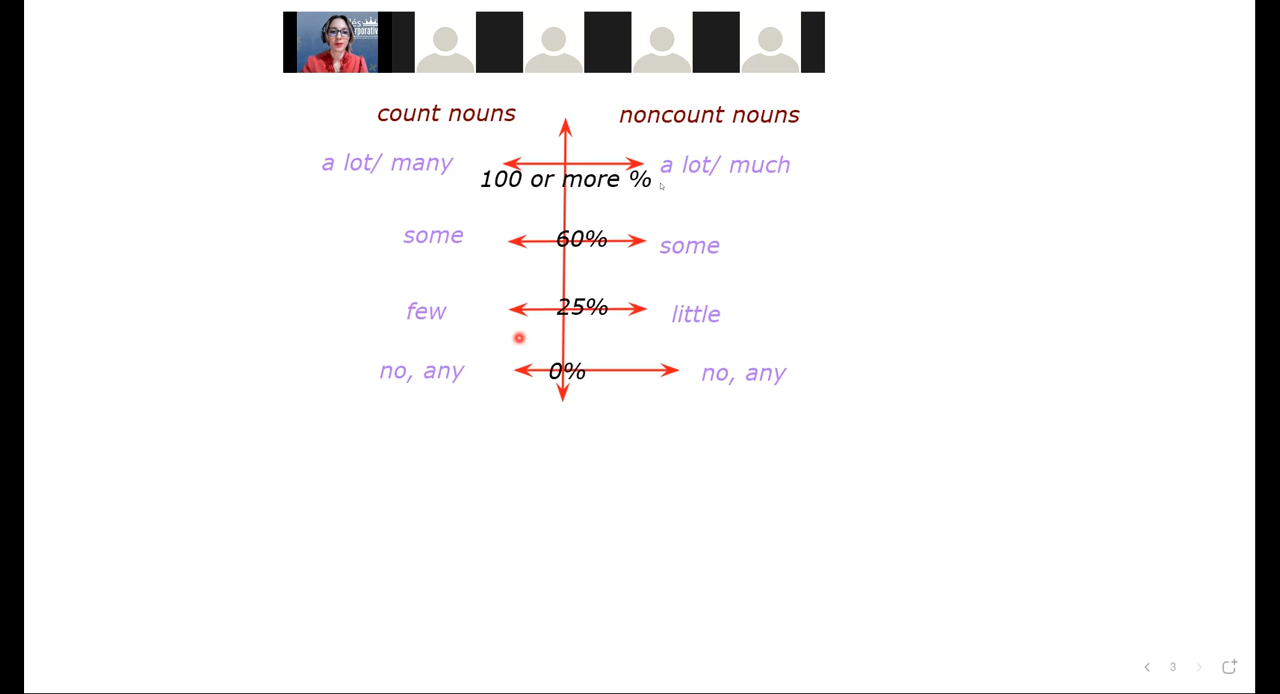 count nouns
noncount nouns
a lot/ many
a lot/ much
100 or more %
some
60%
some
few
25%
little
no, any
0%
no, any
3